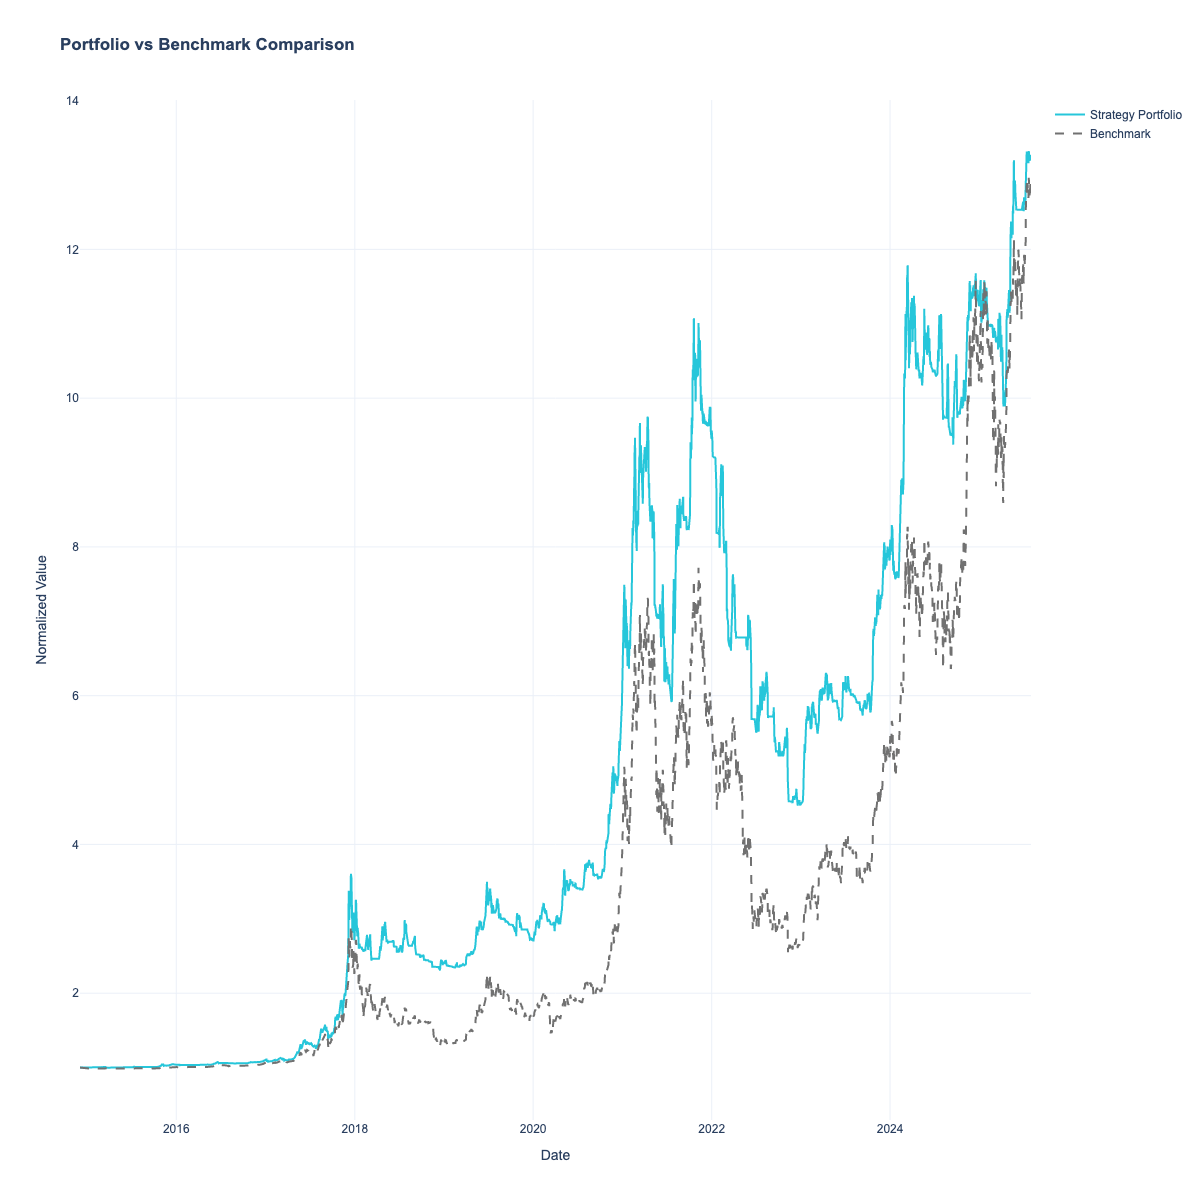 Portfolio vs Benchmark Comparison
14
12
10
8
6
4
2
Normalized Value
2016
2018
2020
2022
2024
Date
Strategy Portfolio
Benchmark